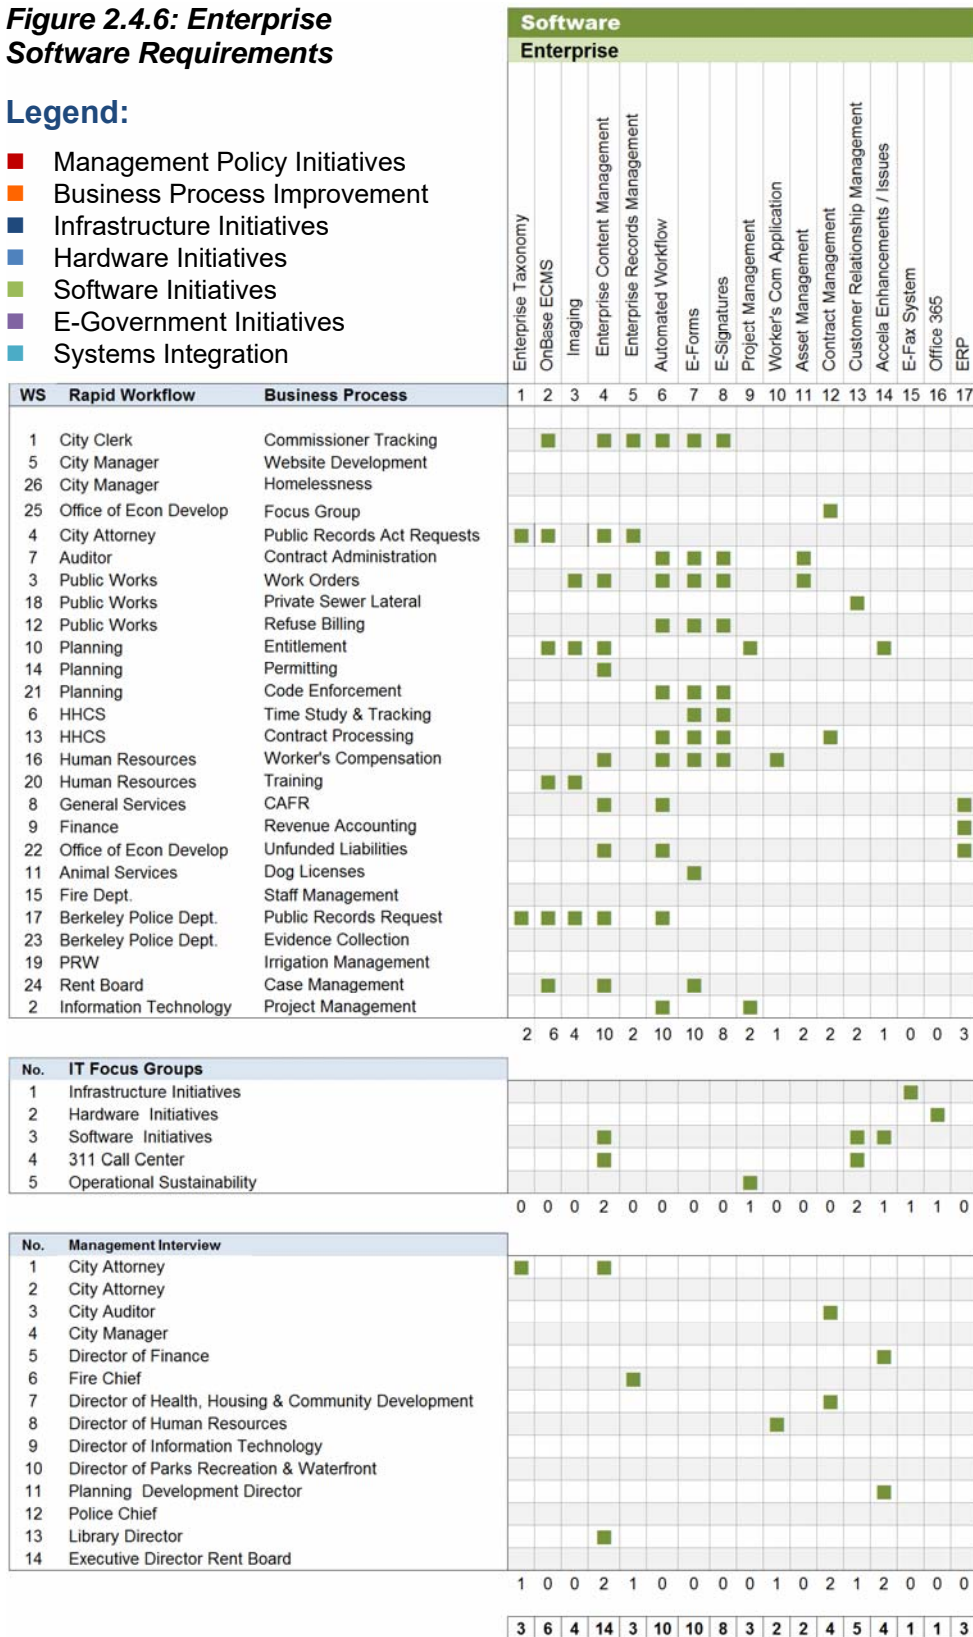 Figure 2.4.6: Enterprise
Software Requirements
Legend:
Management Policy Initiatives
Business Process Improvement
Infrastructure Initiatives
Hardware Initiatives
Software Initiatives
E-Government Initiatives
Systems Integration
Software
Enterprise
Enterprise Taxonomy
OnBase ECMS
Imaging
Enterprise Content Management
Enterprise Records Management
Automated Workflow
E-Forms
E-Signatures
Project Management
Worker's Com Application
Asset Management
Contract Management
Customer Relationship Management
Accela Enhancements / Issues
E-Fax System
Office 365
ERP
WS Rapid Workflow Business Process 1 2 3 4 5 6 7 8 9 10 11 12 13 14 15 16 17
1 City Clerk Commissioner Tracking
5 City Manager Website Development
26 City Manager Homelessness
25 Office of Econ Develop Focus Group
4 City Attorney Public Records Act Requests
7 Auditor Contract Administration
3 Public Works Work Orders
18 Public Works Private Sewer Lateral
12 Public Works Refuse Billing
10 Planning Entitlement
14 Planning Permitting
21 Planning Code Enforcement
6 HHCS Time Study & Tracking
13 HHCS Contract Processing
16 Human Resources Worker's Compensation
20 Human Resources Training
8 General Services CAFR
9 Finance Revenue Accounting
22 Office of Econ Develop Unfunded Liabilities
11 Animal Services Dog Licenses
15 Fire Dept. Staff Management
17 Berkeley Police Dept. Public Records Request
23 Berkeley Police Dept. Evidence Collection
19 PRW Irrigation Management
24 Rent Board Case Management
2 Information Technology Project Management
2 6 4 10 2 10 10 8 2 1 2 2 2 1 0 0 3
No. IT Focus Groups
1 Infrastructure Initiatives
2 Hardware Initiatives
3 Software Initiatives
4 311 Call Center
5 Operational Sustainability
0 0 0 2 0 0 0 0 1 0 0 0 2 1 1 1 0
No. Management Interview
1 City Attorney
2 City Attorney
3 City Auditor
4 City Manager
5 Director of Finance
6 Fire Chief
7 Director of Health, Housing & Community Development
8 Director of Human Resources
9 Director of Information Technology
10 Director of Parks Recreation & Waterfront
11 Planning Development Director
12 Police Chief
13 Library Director
14 Executive Director Rent Board
1 0 0 2 1 0 0 0 0 1 0 2 1 2 0 0 0
3 6 4 14 3 10 10 8 3 2 2 4 5 4 1 1 3